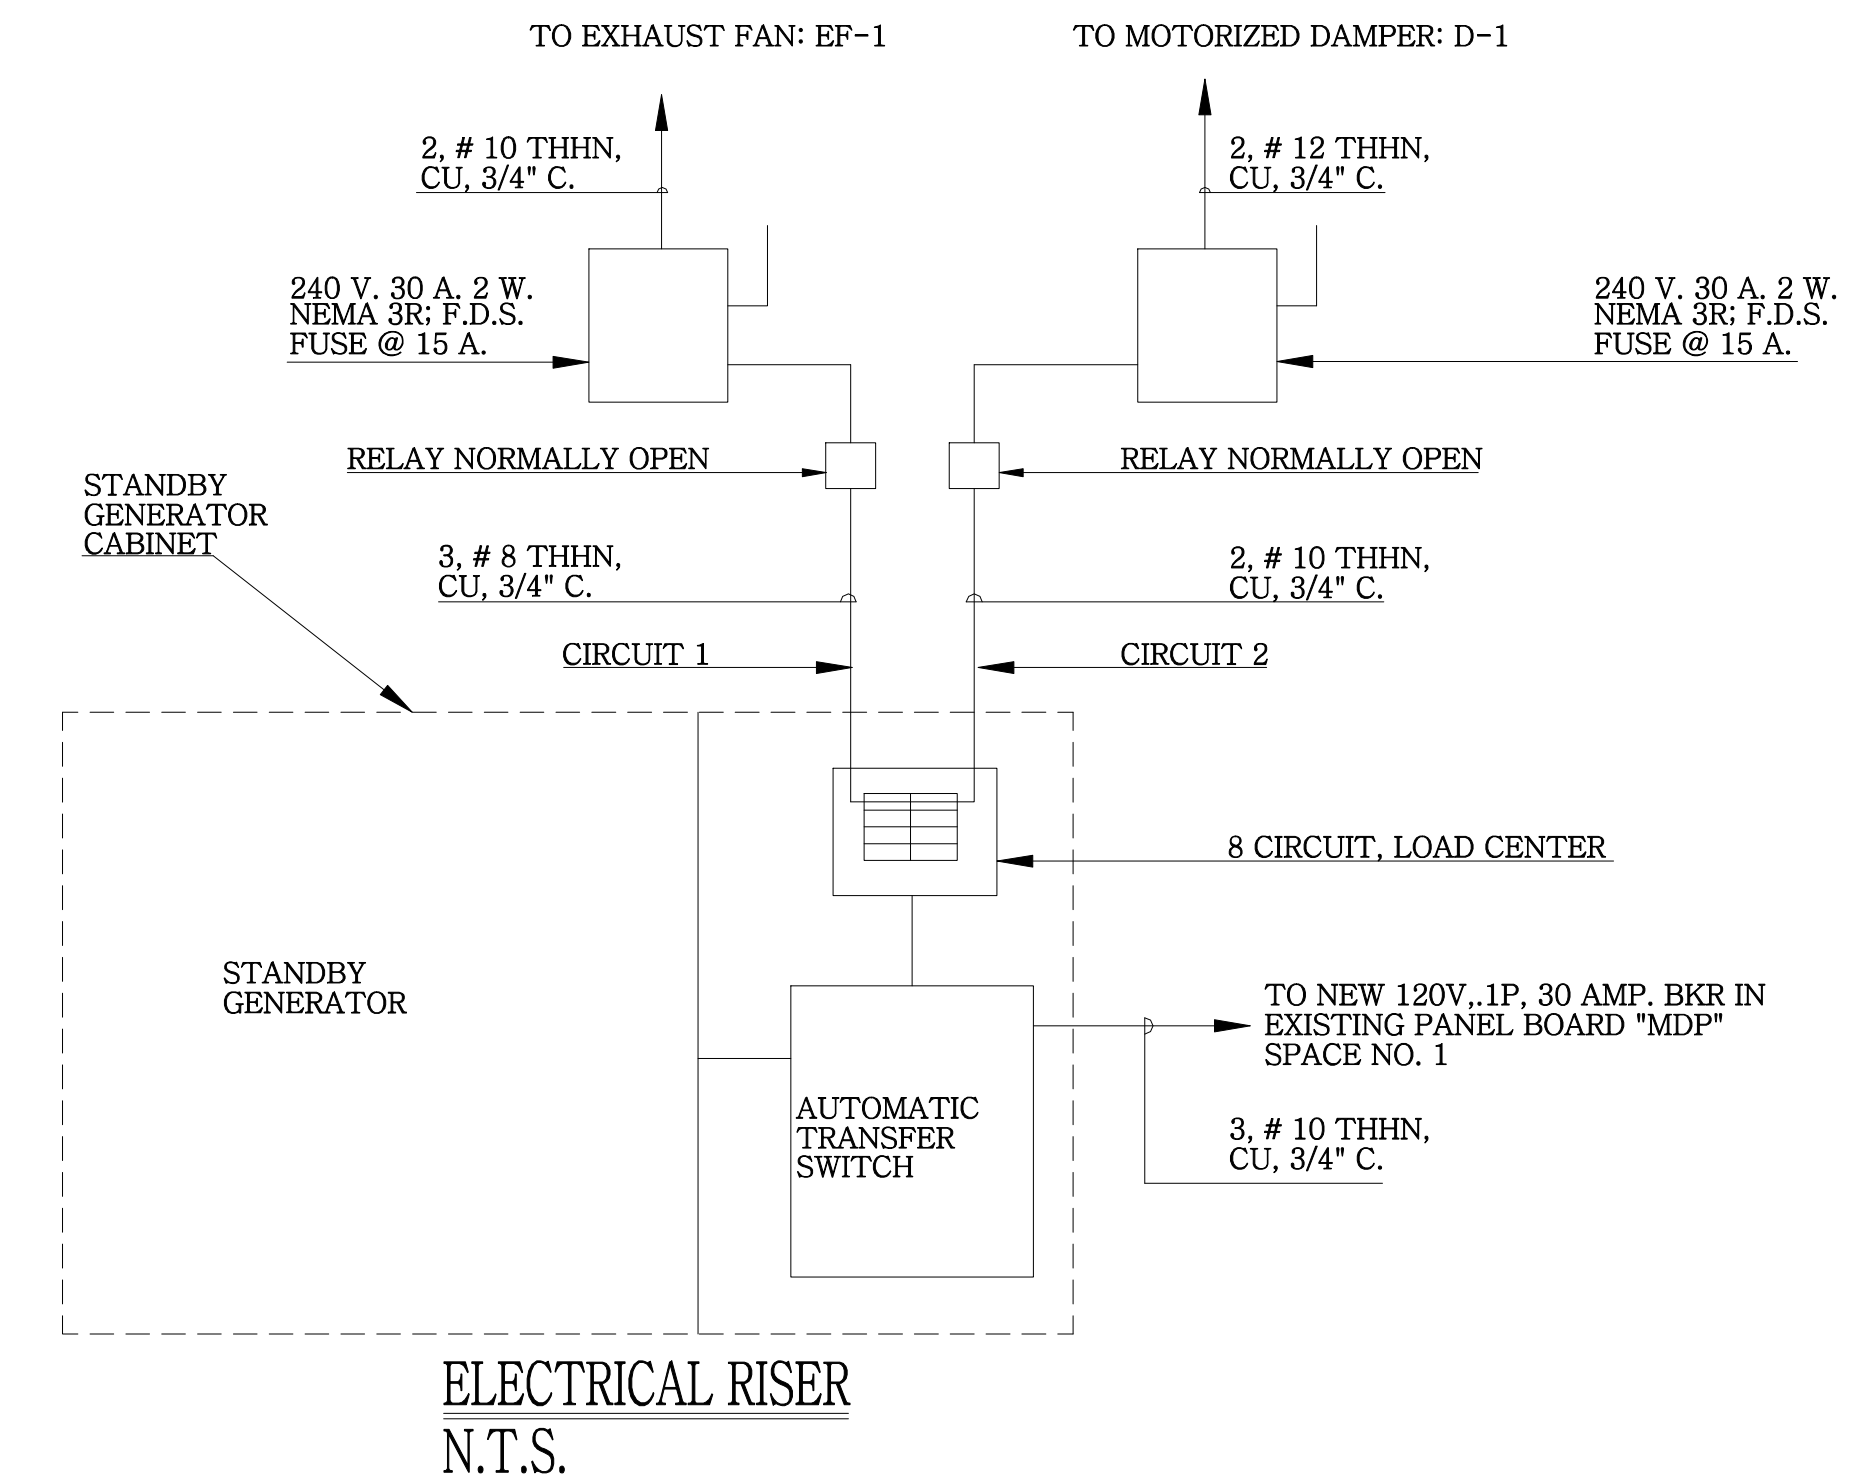 TO EXHAUST FAN: EF-1
TO MOTORIZED DAMPER: D-1
2, # 10 THHN,
CU, 3/4" C.
2, # 12 THHN,
CU, 3/4" C.
240 V. 30 A. 2 W.
NEMA 3R; F.D.S.
FUSE @ 15 A.
240 V. 30 A. 2 W.
NEMA 3R; F.D.S.
FUSE @ 15 A.
RELAY NORMALLY OPEN
RELAY NORMALLY OPEN
STANDBY
GENERATOR
CABINET
3, # 8 THHN,
CU, 3/4" C.
2, # 10 THHN,
CU, 3/4" C.
CIRCUIT 1
CIRCUIT 2
8 CIRCUIT, LOAD CENTER
STANDBY
GENERATOR
TO NEW 120V,.1P, 30 AMP. BKR IN
EXISTING PANEL BOARD "MDP"
SPACE NO. 1
AUTOMATIC
TRANSFER
SWITCH
3, # 10 THHN,
CU, 3/4" C.
ELECTRICAL RISER
N.T.S.